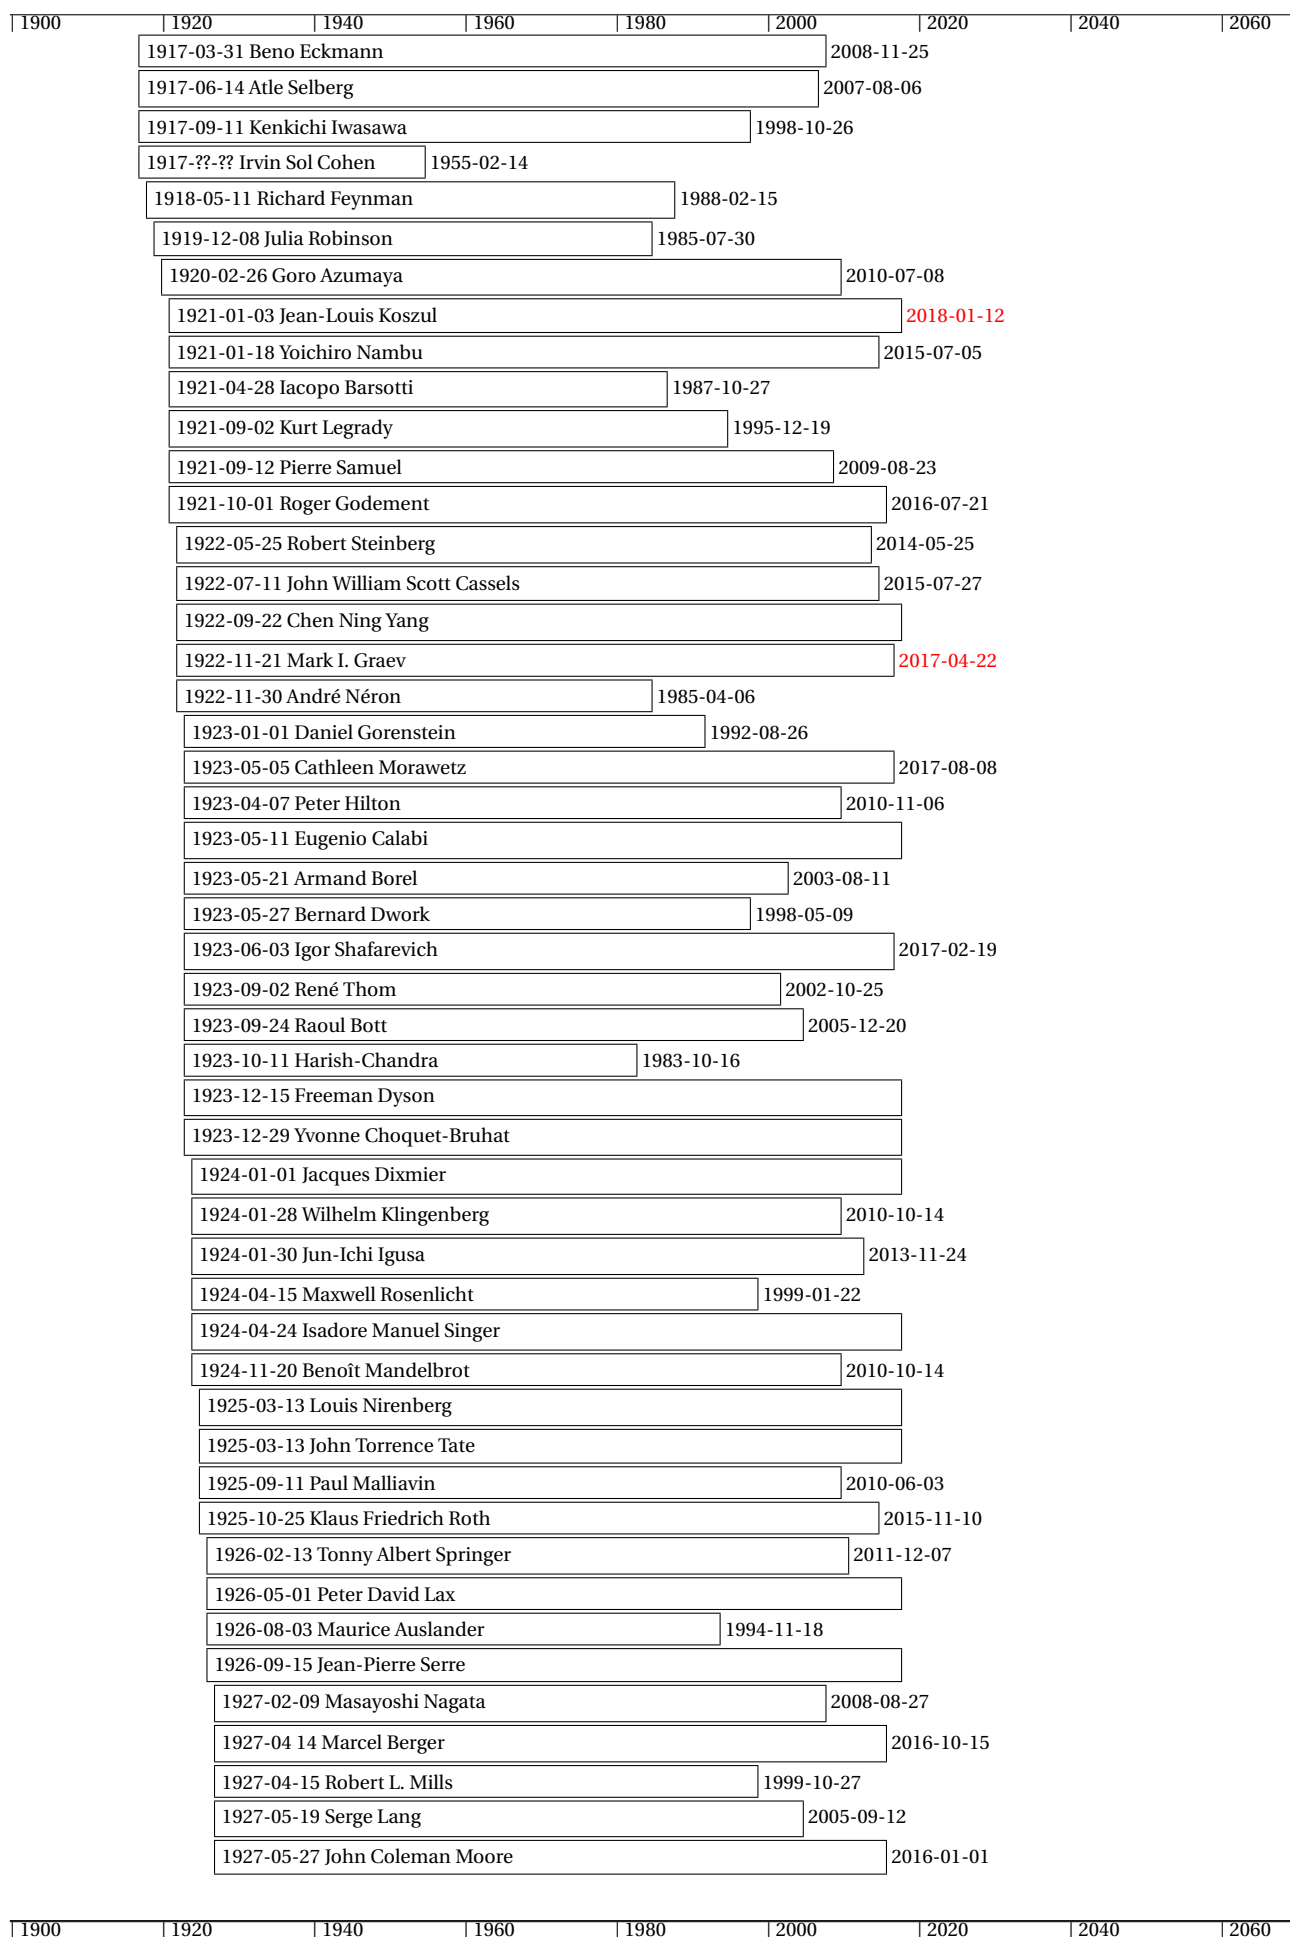 1900 1920 1940 1960 1980 2000 2020 2040 2060
1917-03-31 Beno Eckmann 2008-11-25
1917-06-14 Atle Selberg 2007-08-06
1917-09-11 Kenkichi Iwasawa 1998-10-26
1917-??-?? Irvin Sol Cohen 1955-02-14
1918-05-11 Richard Feynman 1988-02-15
1919-12-08 Julia Robinson 1985-07-30
1920-02-26 Goro Azumaya 2010-07-08
1921-01-03 Jean-Louis Koszul 2018-01-12
1921-01-18 Yoichiro Nambu 2015-07-05
1921-04-28 Iacopo Barsotti 1987-10-27
1921-09-02 Kurt Legrady 1995-12-19
1921-09-12 Pierre Samuel 2009-08-23
1921-10-01 Roger Godement 2016-07-21
1922-05-25 Robert Steinberg 2014-05-25
1922-07-11 John William Scott Cassels 2015-07-27
1922-09-22 Chen Ning Yang
1922-11-21 Mark I. Graev 2017-04-22
1922-11-30 André Néron 1985-04-06
1923-01-01 Daniel Gorenstein 1992-08-26
1923-05-05 Cathleen Morawetz 2017-08-08
1923-04-07 Peter Hilton 2010-11-06
1923-05-11 Eugenio Calabi
1923-05-21 Armand Borel 2003-08-11
1923-05-27 Bernard Dwork 1998-05-09
1923-06-03 Igor Shafarevich 2017-02-19
1923-09-02 René Thom 2002-10-25
1923-09-24 Raoul Bott 2005-12-20
1923-10-11 Harish-Chandra 1983-10-16
1923-12-15 Freeman Dyson
1923-12-29 Yvonne Choquet-Bruhat
1924-01-01 Jacques Dixmier
1924-01-28 Wilhelm Klingenberg 2010-10-14
1924-01-30 Jun-Ichi Igusa 2013-11-24
1924-04-15 Maxwell Rosenlicht 1999-01-22
1924-04-24 Isadore Manuel Singer
1924-11-20 Benoît Mandelbrot 2010-10-14
1925-03-13 Louis Nirenberg
1925-03-13 John Torrence Tate
1925-09-11 Paul Malliavin 2010-06-03
1925-10-25 Klaus Friedrich Roth 2015-11-10
1926-02-13 Tonny Albert Springer 2011-12-07
1926-05-01 Peter David Lax
1926-08-03 Maurice Auslander 1994-11-18
1926-09-15 Jean-Pierre Serre
1927-02-09 Masayoshi Nagata 2008-08-27
1927-04 14 Marcel Berger 2016-10-15
1927-04-15 Robert L. Mills 1999-10-27
1927-05-19 Serge Lang 2005-09-12
1927-05-27 John Coleman Moore 2016-01-01
1900 1920 1940 1960 1980 2000 2020 2040 2060